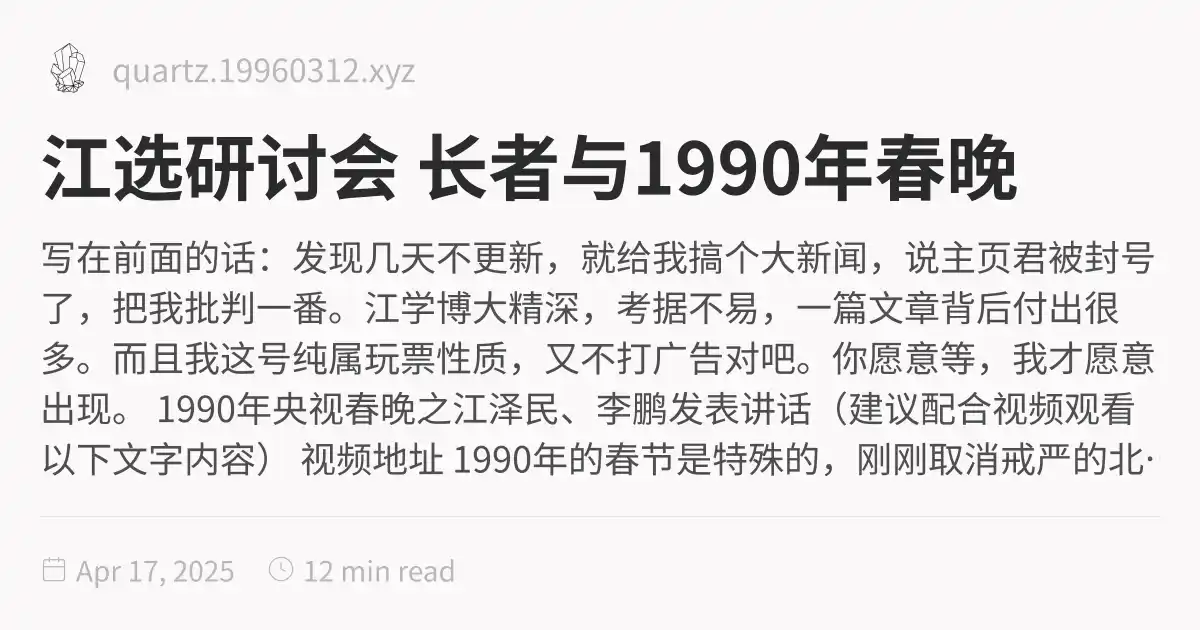 quartz.19960312.xyz
江选研讨会 长者与1990年春晚
写在前面的话：发现几天不更新，就给我搞个大新闻，说主页君被封号
了，把我批判一番。江学博大精深，考据不易，一篇文章背后付出很
多。而且我这号纯属玩票性质，又不打广告对吧。你愿意等，我才愿意
出现。 1990年央视春晚之江泽民、李鹏发表讲话（建议配合视频观看
以下文字内容） 视频地址 1990年的春节是特殊的，刚刚取消戒严的北·
Apr 17, 2025 12 min read